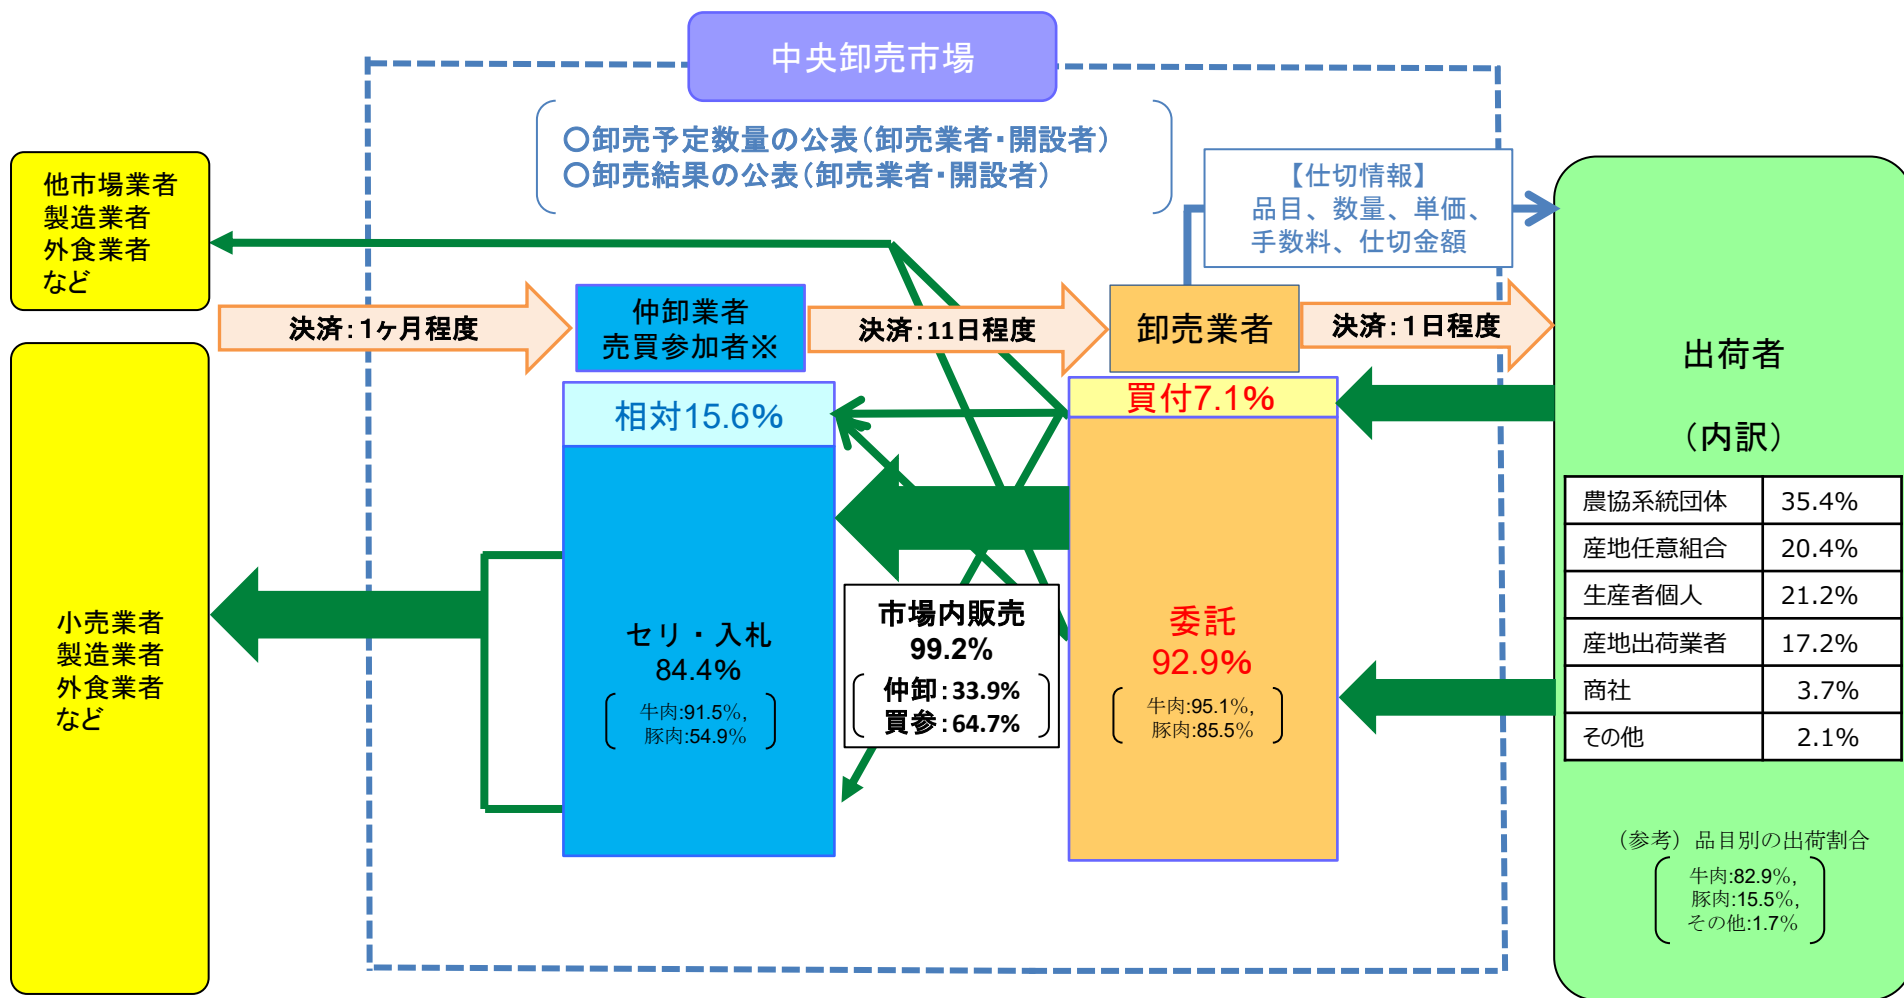 中央卸売市場
○卸売予定数量の公表(卸売業者・開設者)
○卸売結果の公表(卸売業者・開設者)
【仕切情報】
品目、数量、単価、
手数料、仕切金額
他市場業者
製造業者
外食業者
など
決済:1ヶ月程度
仲卸業者
売買参加者※
決済:11日程度
卸売業者
決済:1日程度
小売業者
製造業者
外食業者
など
相対15.6%
セリ・入札
84.4%
牛肉:91.5%,
豚肉:54.9%
市場内販売
99.2%
仲卸:33.9%
買参:64.7%
買付7.1%
委託
92.9%
牛肉:95.1%,
豚肉:85.5%
出荷者
(内訳)
農協系統団体 35.4%
産地任意組合 20.4%
生産者個人 21.2%
産地出荷業者 17.2%
商社 3.7%
その他 2.1%
(参考)品目別の出荷割合
牛肉:82.9%,
豚肉:15.5%,
その他:1.7%